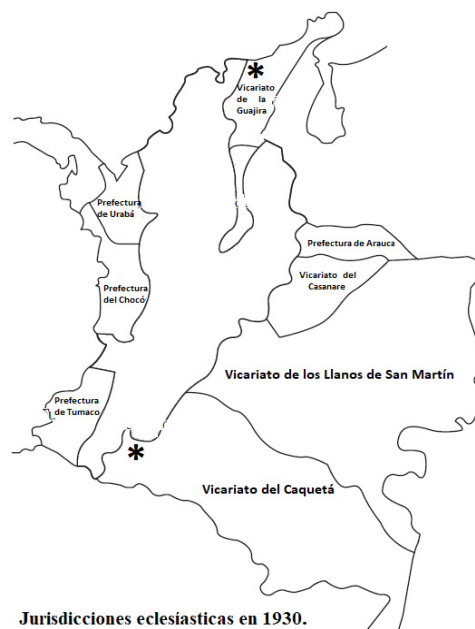 *
Vicariato
de la
Guajira
Prefectura
de Urabá
Prefectura de Arauca
Vicariato del
Casanare
Prefectura
del Chocó
Vicariato de los Llanos de San Martín
Prefectura
de Tumaco
*
Vicariato del Caquetá
Jurisdicciones eclesíasticas en 1930.